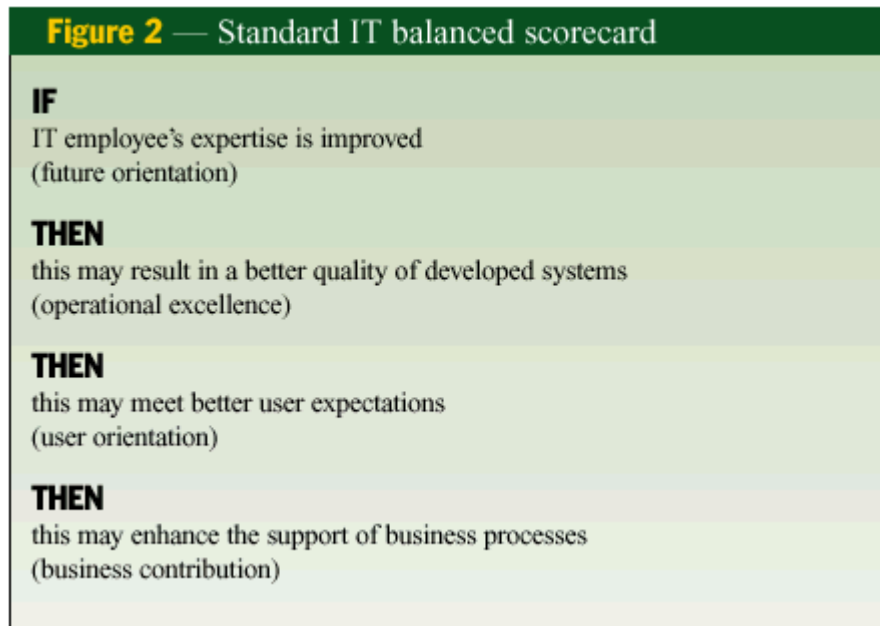 Figure 2 — Standard IT balanced scorecard
IF
IT employee's expertise is improved
(future orientation)
THEN
this may result in a better quality of developed systems
(operational excellence)
THEN
this may meet better user expectations
(user orientation)
THEN
this may enhance the support of business processes
(business contribution)